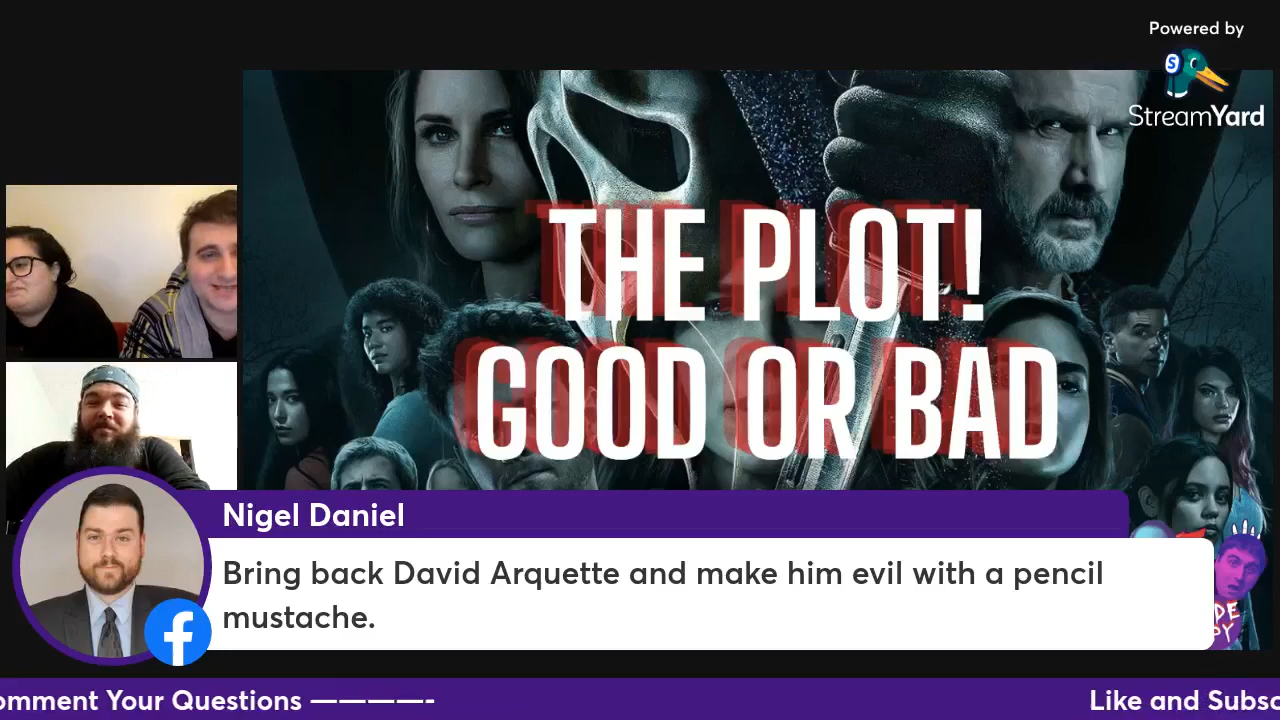 Powered by
StreamYard
THE PLOT!
GOOD OR BAD
Nigel Daniel
Bring back David Arquette and make him evil with a pencil
mustache.
omment Your Questions ————-
Like and Subsc